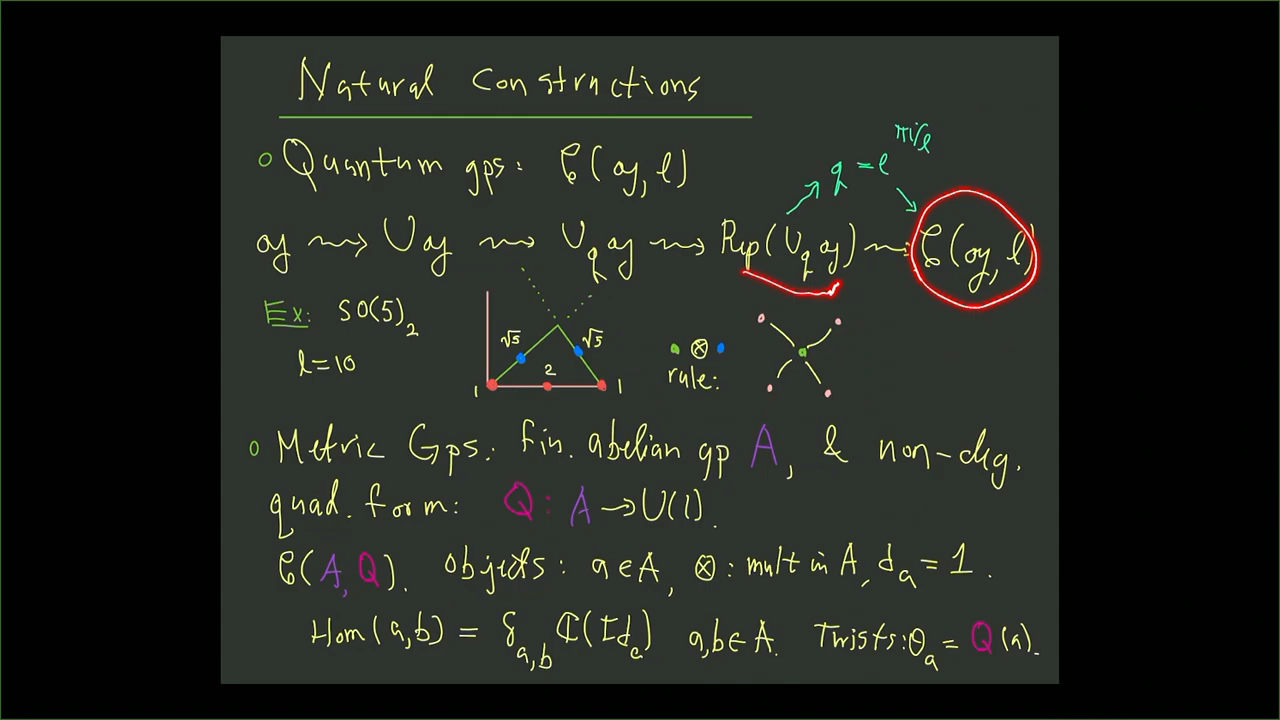 Natural Constructions
Quantum gps: 𝒞(𝔤, l)
q = e^{πi/l}
𝔤 ⇝ U𝔤 ⇝ U_q 𝔤 ⇝ Rep(U_q 𝔤) ⇝ 𝒞(𝔤, l)
Ex: SO(5)_2
l=10
√5 √5
2
1 1
⊗
rule:
Metric Gps: Fin. abelian gp A, & non-deg.
quad. form: Q: A → U(1).
𝒞(A, Q). Objects: a ∈ A, ⊗: mult in A, d_a = 1.
Hom(a,b) = δ_{a,b} ℂ(Id_a) a,b ∈ A. Twists: θ_a = Q(a).